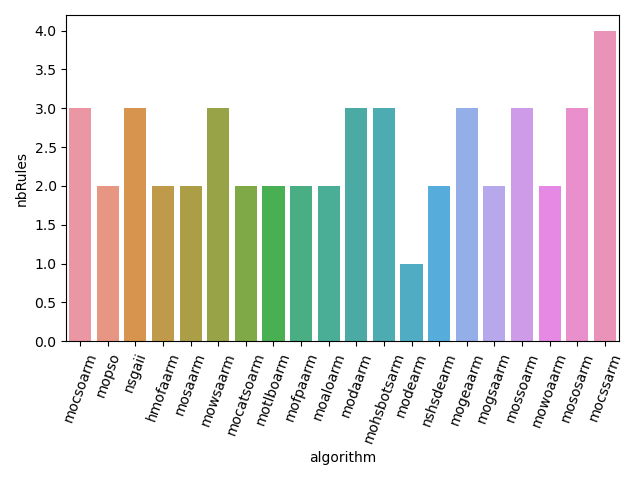 4.0
3.5
3.0
2.5
2.0
1.5
1.0
0.5
0.0
nbRules
mocsoarm
mopso
nsgaii
hmofaarm
mosaarm
mowsaarm
mocatsoarm
motlboarm
mofpaarm
moaloarm
modaarm
mohsbotsarm
modearm
nshsdearm
mogeaarm
mogsaarm
mossoarm
mowoaarm
mososarm
mocssarm
algorithm